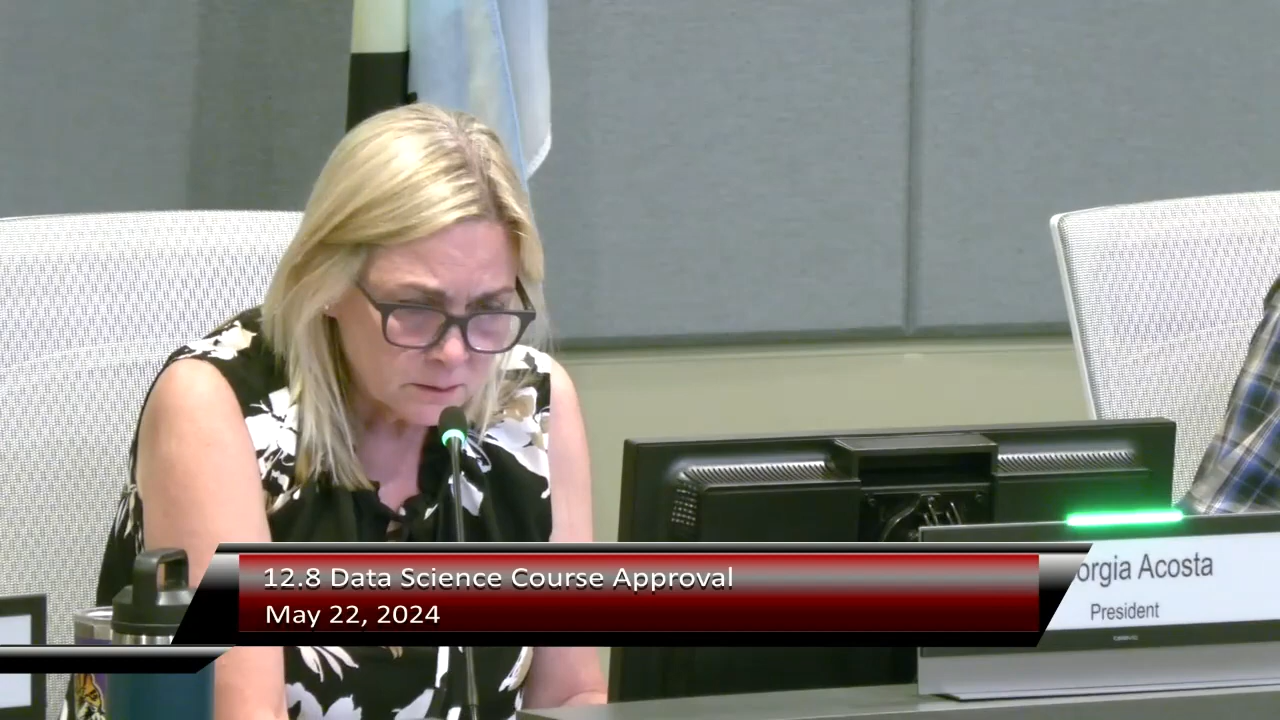 12.8 Data Science Course Approval
May 22, 2024
orgia Acosta
President